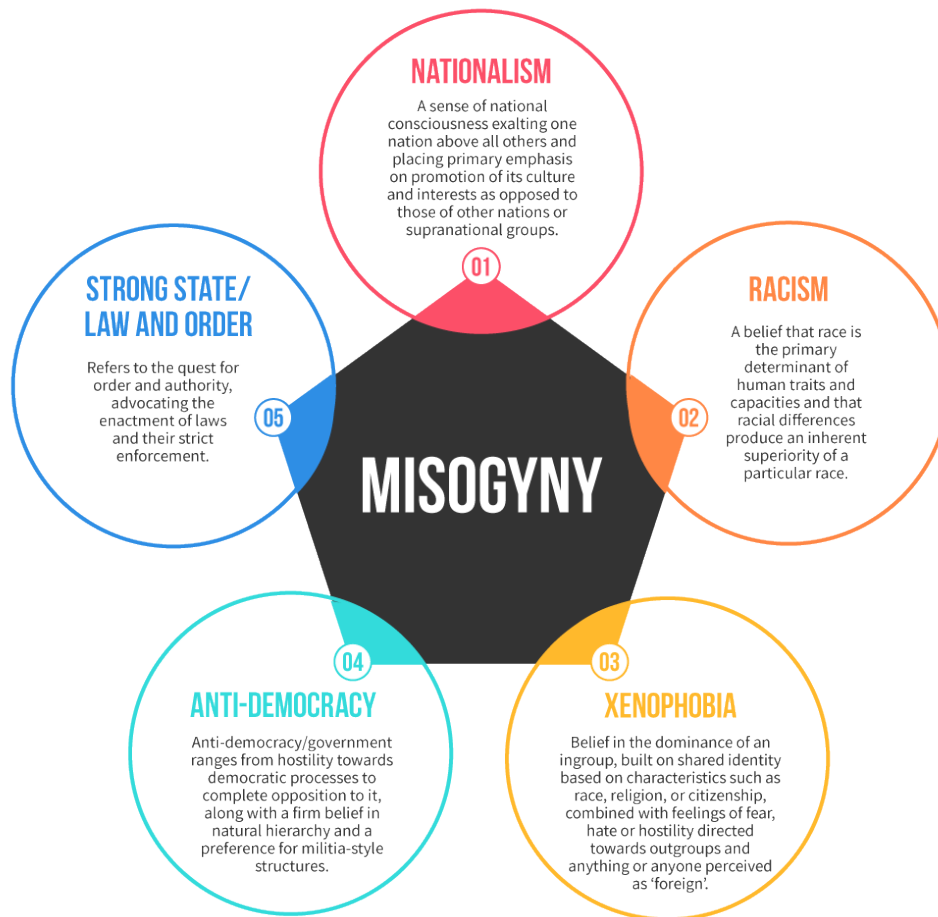 NATIONALISM
A sense of national
consciousness exalting one
nation above all others and
placing primary emphasis
on promotion of its culture
and interests as opposed to
those of other nations or
supranational groups.
01
RACISM
A belief that race is
the primary
determinant of
human traits and
capacities and that
racial differences
produce an inherent
superiority of a
particular race.
02
STRONG STATE/
LAW AND ORDER
Refers to the quest for
order and authority,
advocating the
enactment of laws
and their strict
enforcement.
05
MISOGYNY
04
ANTI-DEMOCRACY
Anti-democracy/government
ranges from hostility towards
democratic processes to
complete opposition to it,
along with a firm belief in
natural hierarchy and a
preference for militia-style
structures.
03
XENOPHOBIA
Belief in the dominance of an
ingroup, built on shared identity
based on characteristics such as
race, religion, or citizenship,
combined with feelings of fear,
hate or hostility directed
towards outgroups and
anything or anyone perceived
as ‘foreign’.